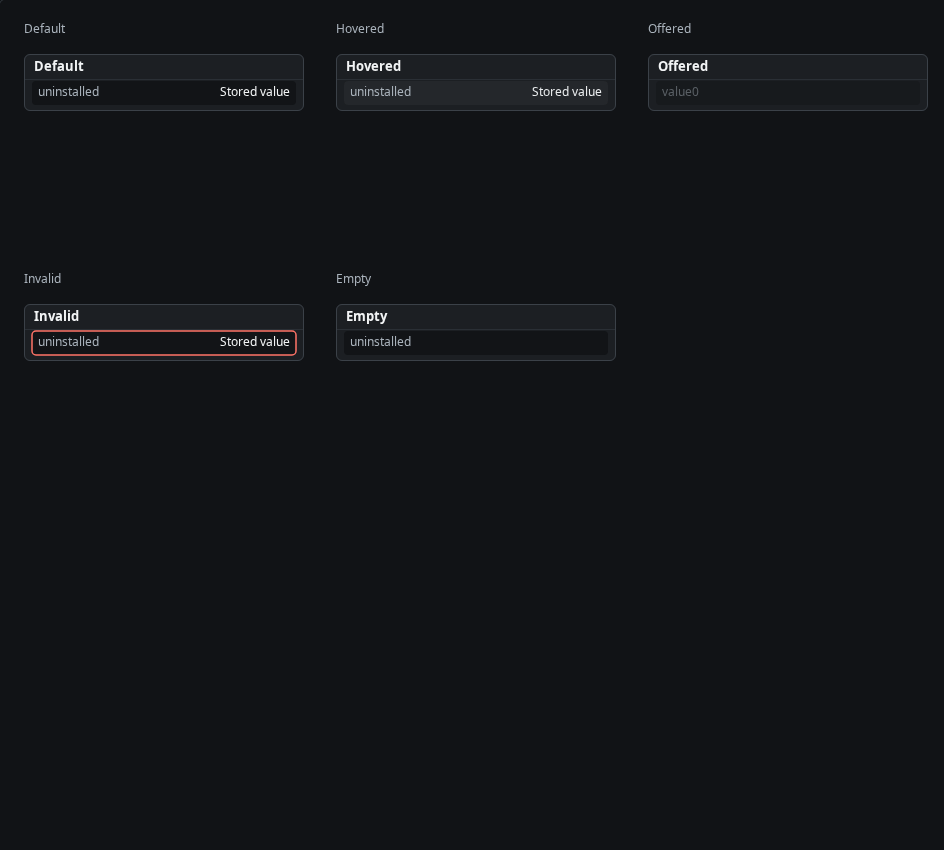 Default
Hovered
Offered
Default
Hovered
Offered
uninstalled Stored value
uninstalled Stored value
value0
Invalid
Empty
Invalid
Empty
uninstalled Stored value
uninstalled